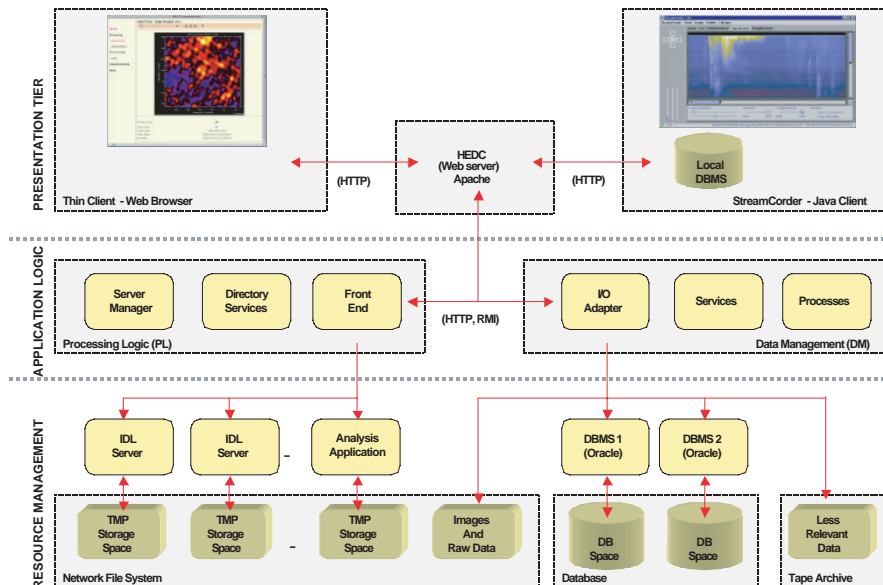 PRESENTATION TIER
Thin Client - Web Browser
(HTTP)
HEDC
(Web server)
Apache
(HTTP)
Local
DBMS
StreamCorder - Java Client
APPLICATION LOGIC
Server
Manager
Directory
Services
Front
End
Processing Logic (PL)
(HTTP, RMI)
I/O
Adapter
Services
Processes
Data Management (DM)
RESOURCE MANAGEMENT
IDL
Server
IDL
Server
-
Analysis
Application
DBMS 1
(Oracle)
DBMS 2
(Oracle)
TMP
Storage
Space
TMP
Storage
Space
-
TMP
Storage
Space
Images
And
Raw Data
DB
Space
DB
Space
Less
Relevant
Data
Network File System
Database
Tape Archive